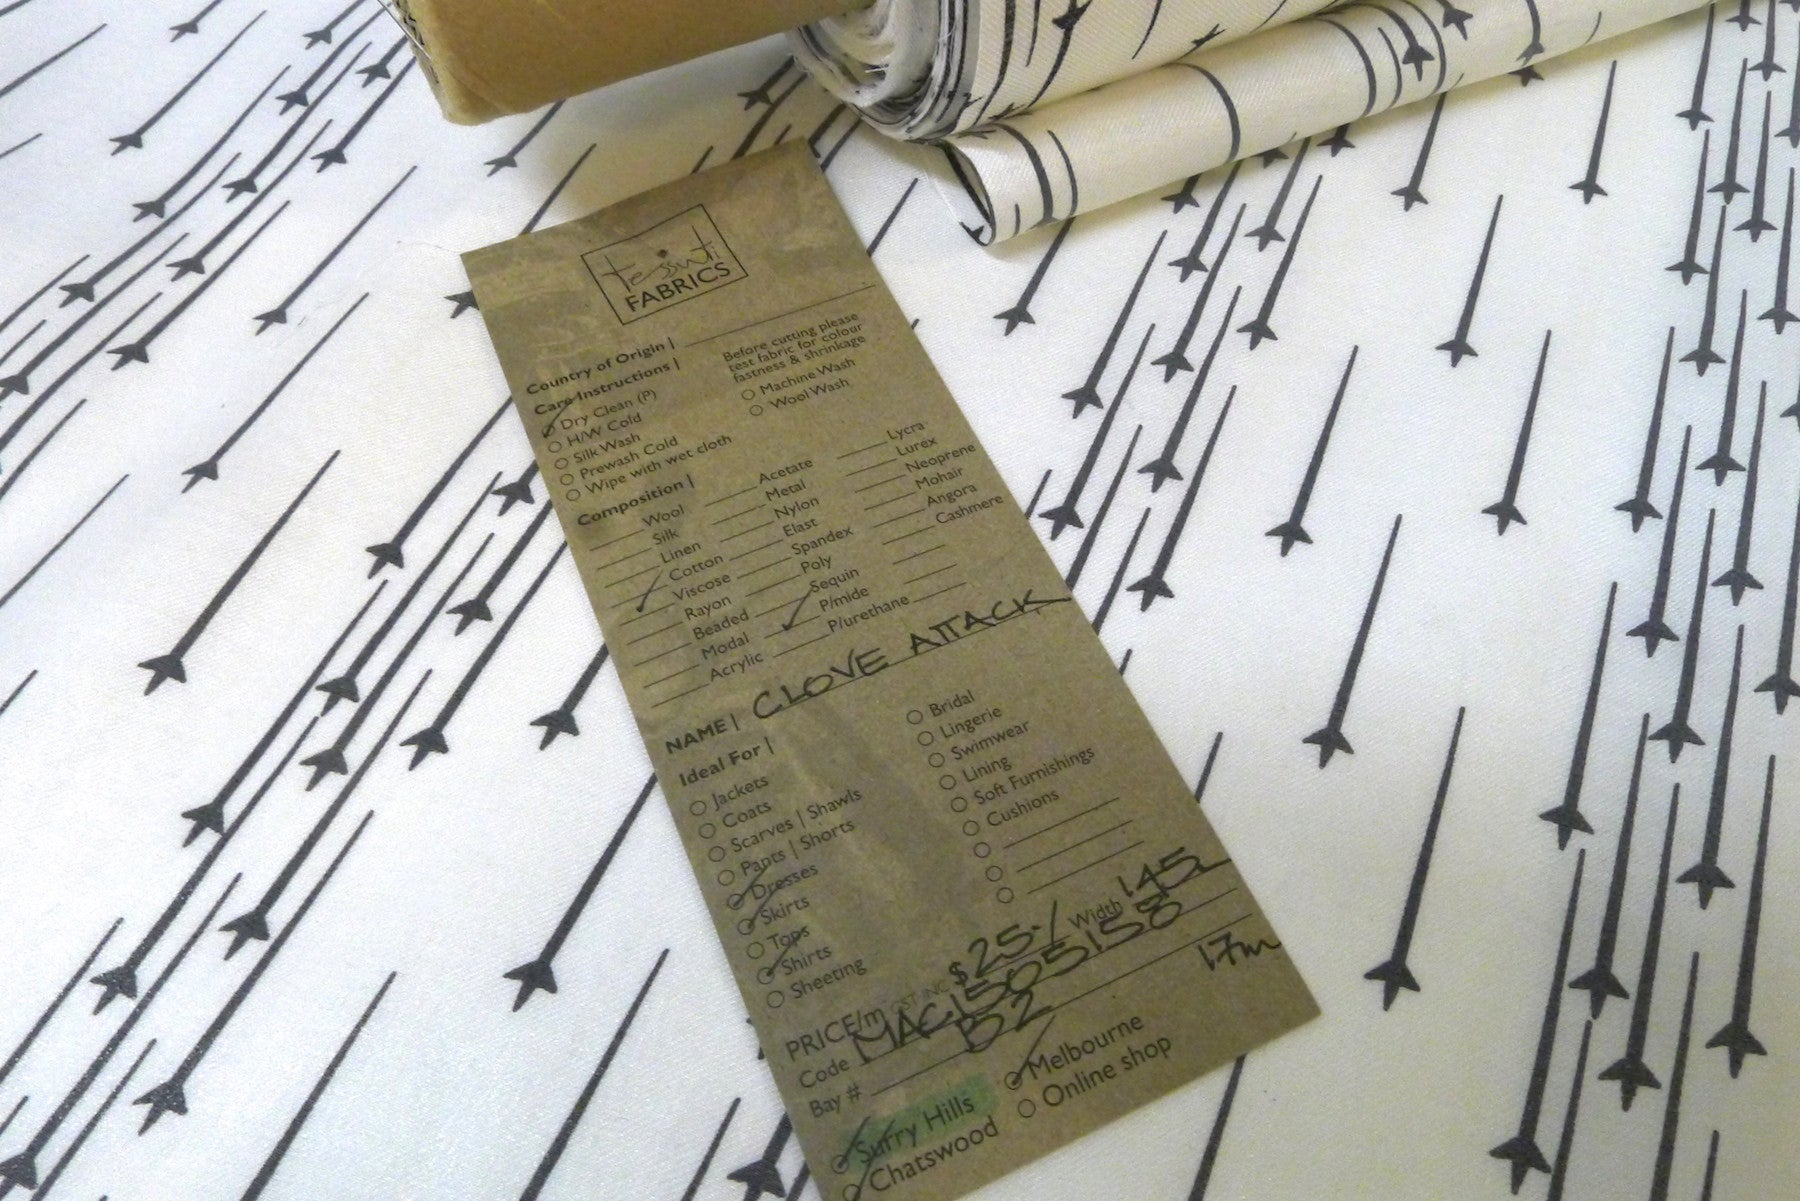 tessuti
FABRICS
Country of Origin |
Care Instructions |
Before cutting please
test fabric for colour
fastness & shrinkage
Dry Clean (P)
H/W Cold
Silk Wash
Prewash Cold
Wipe with wet cloth
Machine Wash
Wool Wash
Composition |
Wool
Silk
Linen
Cotton
Viscose
Rayon
Beaded
Modal
Acrylic
Acetate
Metal
Nylon
Elast
Spandex
Poly
Sequin
P/mide
P/urethane
Lycra
Lurex
Neoprene
Mohair
Angora
Cashmere
NAME | CLOVE ATTACK
Ideal For |
Jackets
Coats
Scarves | Shawls
Pants | Shorts
Dresses
Skirts
Tops
Shirts
Sheeting
Bridal
Lingerie
Swimwear
Lining
Soft Furnishings
Cushions
PRICE/m GST INC $ 25-/ Width 145
Code MAC1505150
Bay # B2 17m
Surry Hills
Chatswood
Melbourne
Online shop